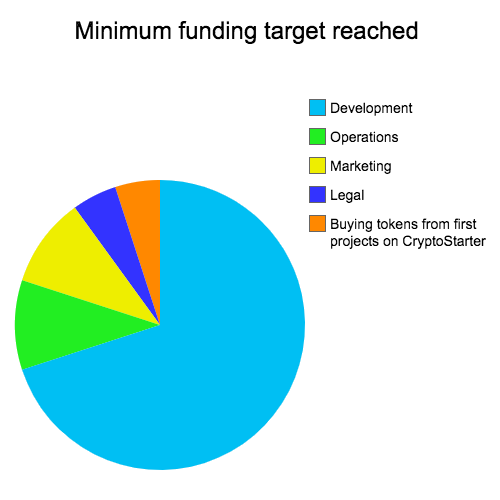 Minimum funding target reached
Development
Operations
Marketing
Legal
Buying tokens from first
projects on CryptoStarter